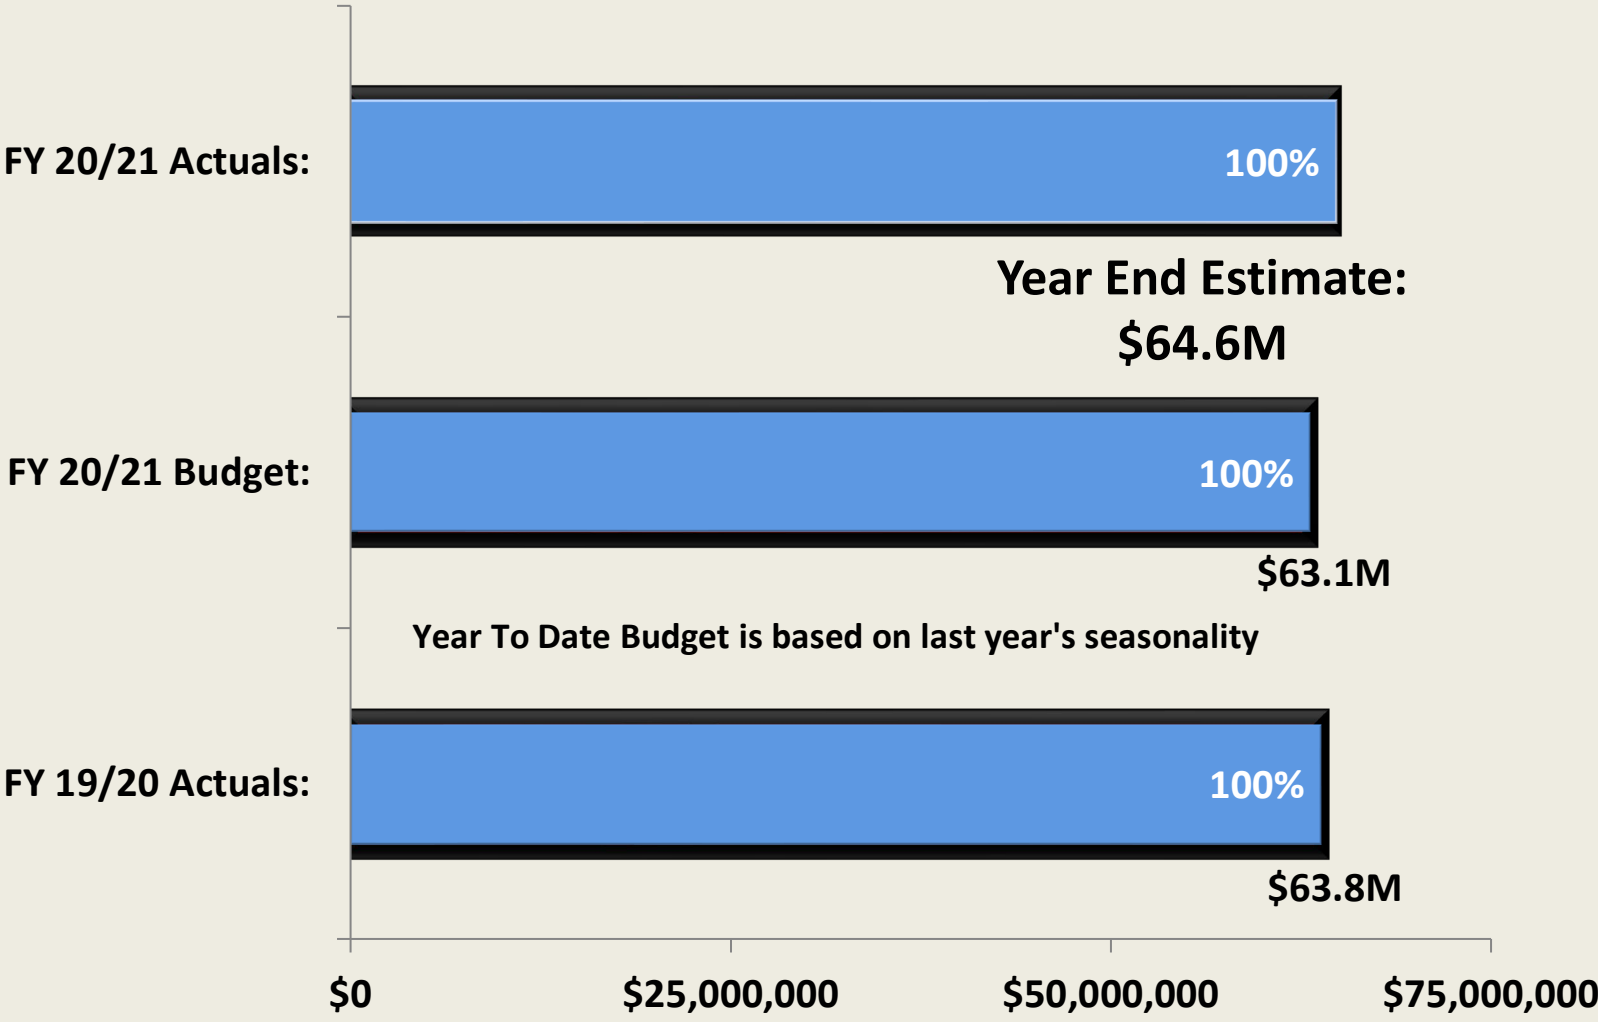 FY 20/21 Actuals:
100%
Year End Estimate:
$64.6M
FY 20/21 Budget:
100%
$63.1M
Year To Date Budget is based on last year's seasonality
FY 19/20 Actuals:
100%
$63.8M
$0
$25,000,000
$50,000,000
$75,000,000